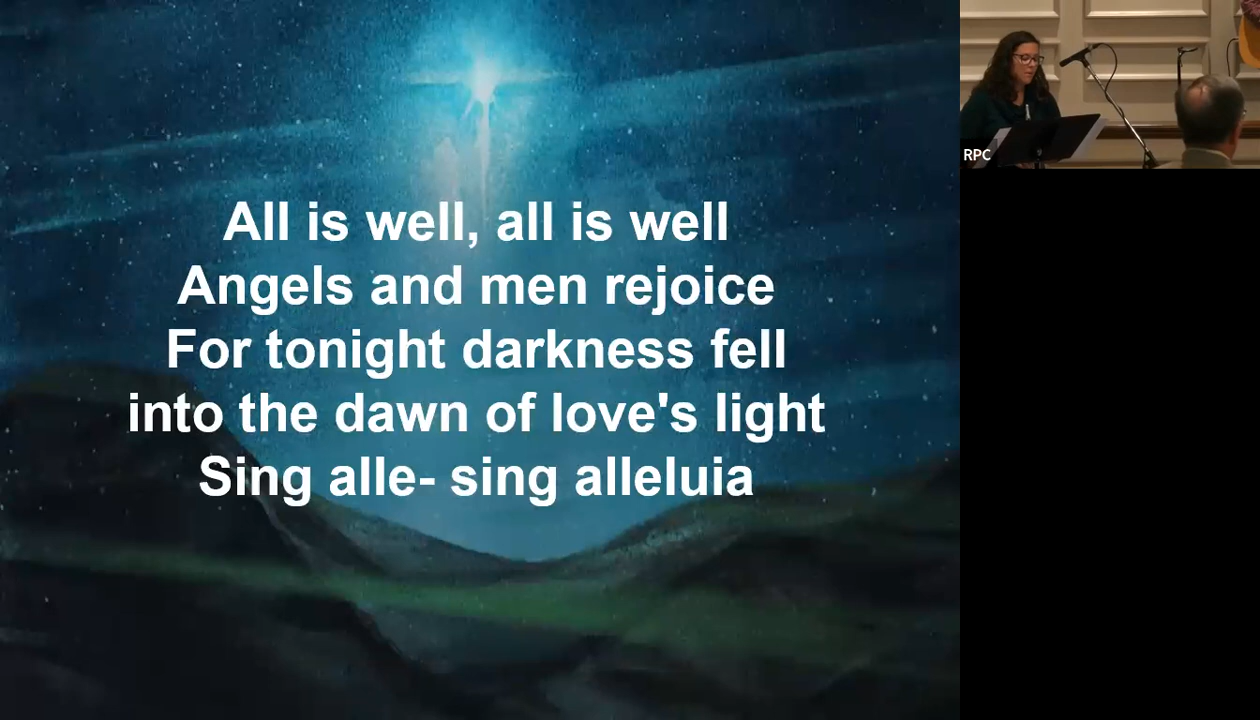 All is well, all is well
Angels and men rejoice
For tonight darkness fell
into the dawn of love's light
Sing alle- sing alleluia
RPC